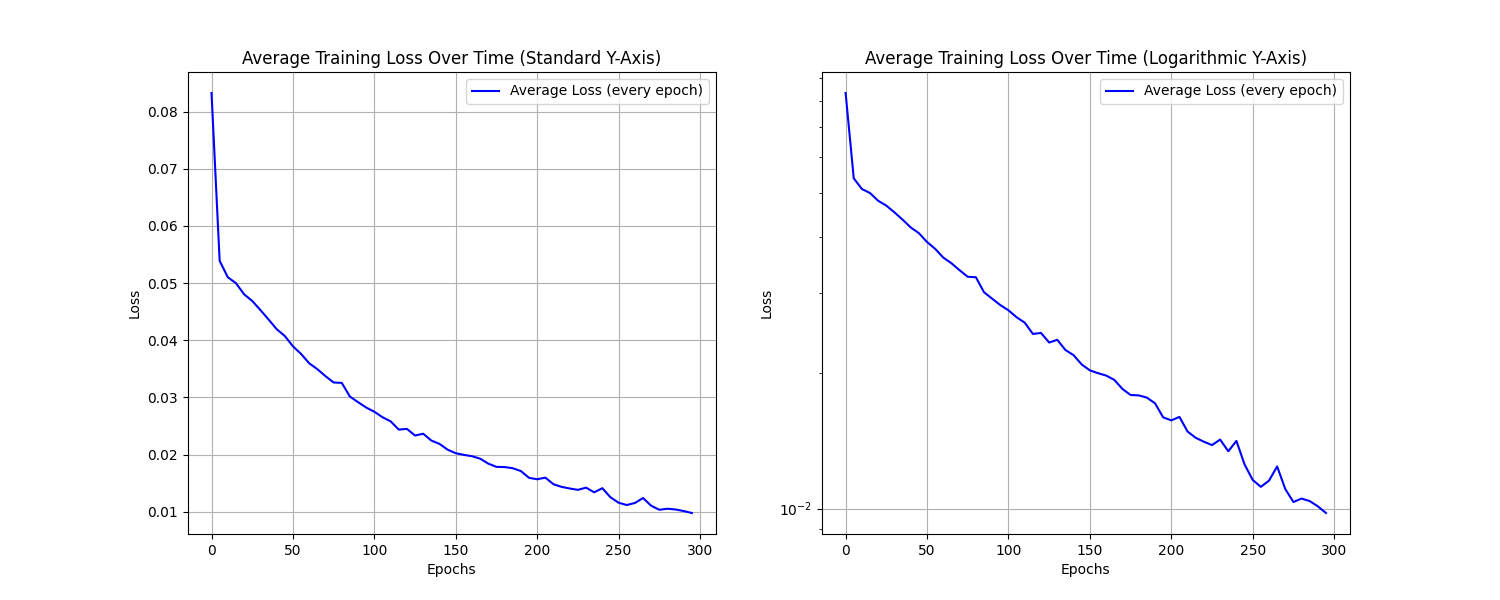 Average Training Loss Over Time (Standard Y-Axis)
Average Loss (every epoch)
Loss
0.08
0.07
0.06
0.05
0.04
0.03
0.02
0.01
0 50 100 150 200 250 300
Epochs
Average Training Loss Over Time (Logarithmic Y-Axis)
Average Loss (every epoch)
Loss
10⁻²
0 50 100 150 200 250 300
Epochs